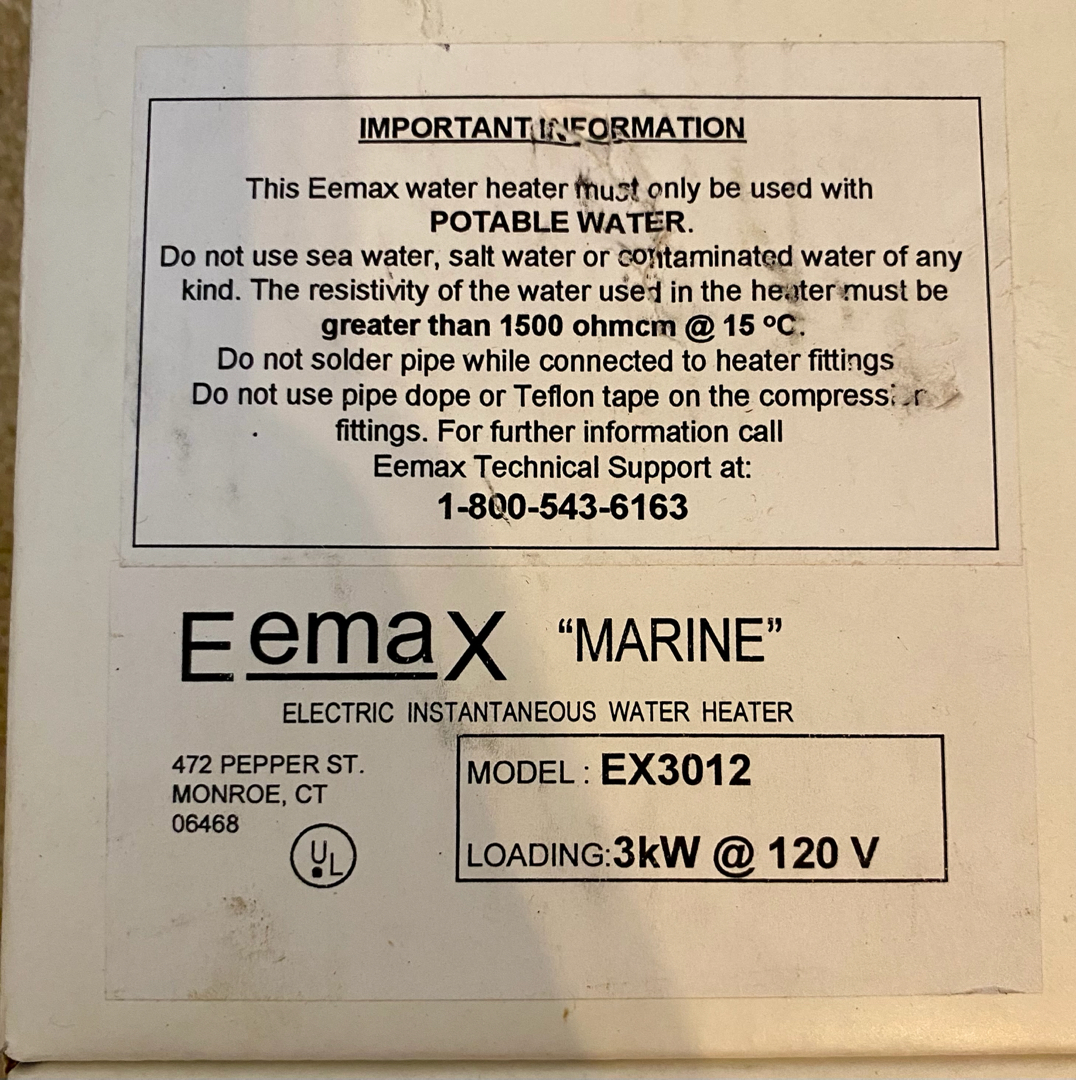 IMPORTANT INFORMATION
This Eemax water heater must only be used with
POTABLE WATER.
Do not use sea water, salt water or contaminated water of any
kind. The resistivity of the water used in the heater must be
greater than 1500 ohmcm @ 15 ºC.
Do not solder pipe while connected to heater fittings
Do not use pipe dope or Teflon tape on the compression
fittings. For further information call
Eemax Technical Support at:
1-800-543-6163
Eemax “MARINE”
ELECTRIC INSTANTANEOUS WATER HEATER
472 PEPPER ST.
MONROE, CT
06468
UL
MODEL : EX3012
LOADING:3kW @ 120 V